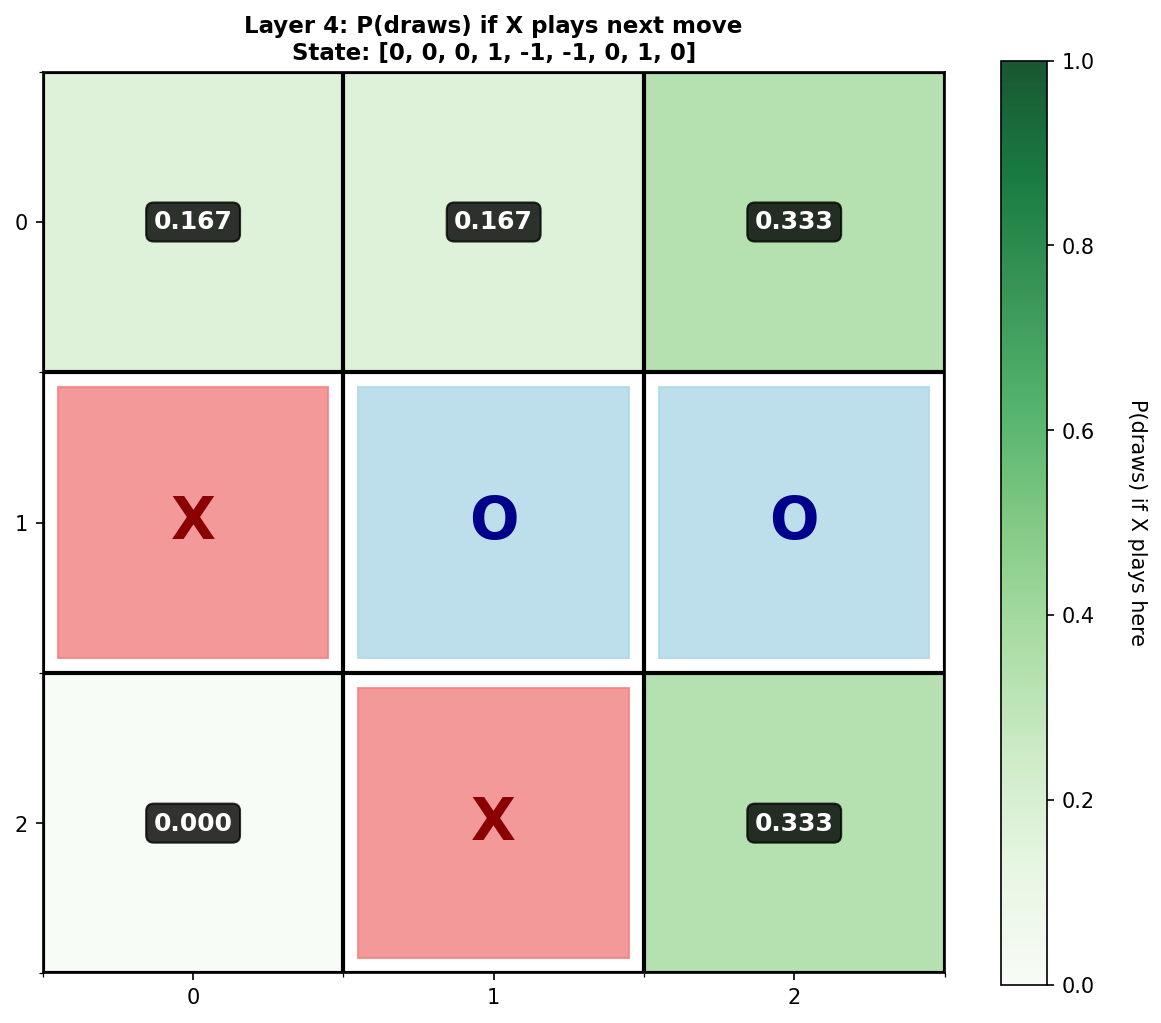 Layer 4: P(draws) if X plays next move
State: [0, 0, 0, 1, -1, -1, 0, 1, 0]
0
0.167
0.167
0.333
1
X
O
O
2
0.000
X
0.333
0
1
2
1.0
0.8
0.6
0.4
0.2
0.0
P(draws) if X plays here